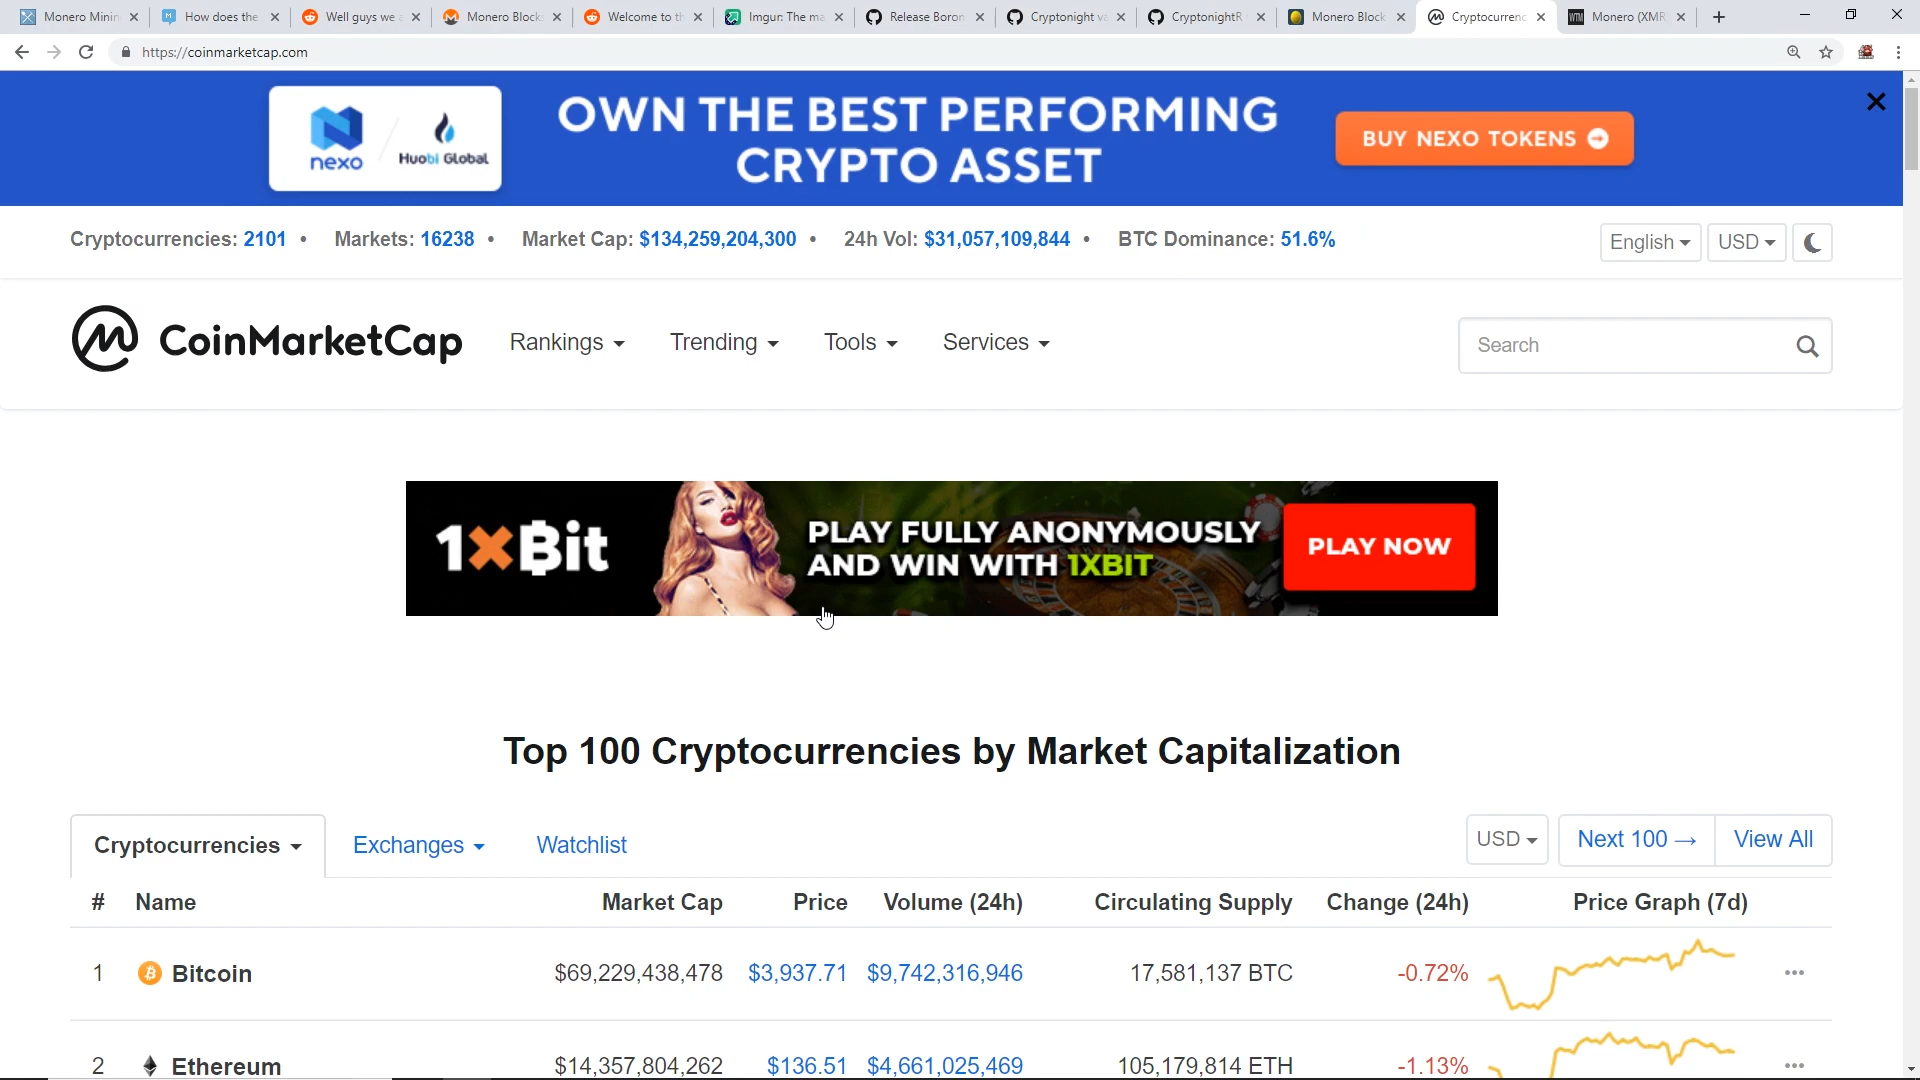 Monero Minin
How does the
Well guys we a
Monero Block
Welcome to th
Imgur: The ma
Release Boron
Cryptonight va
CryptonightR
Monero Block
Cryptocurrenc
WTM Monero (XMR
https://coinmarketcap.com
nexo
Huobi Global
OWN THE BEST PERFORMING
CRYPTO ASSET
BUY NEXO TOKENS
Cryptocurrencies: 2101 • Markets: 16238 • Market Cap: $134,259,204,300 • 24h Vol: $31,057,109,844 • BTC Dominance: 51.6%
English
USD
CoinMarketCap
Rankings
Trending
Tools
Services
Search
1XBit
PLAY FULLY ANONYMOUSLY
AND WIN WITH 1XBIT
PLAY NOW
Top 100 Cryptocurrencies by Market Capitalization
Cryptocurrencies
Exchanges
Watchlist
USD
Next 100 →
View All
# Name Market Cap Price Volume (24h) Circulating Supply Change (24h) Price Graph (7d)
1 Bitcoin $69,229,438,478 $3,937.71 $9,742,316,946 17,581,137 BTC -0.72%
2 Ethereum $14,357,804,262 $136.51 $4,661,025,469 105,179,814 ETH -1.13%